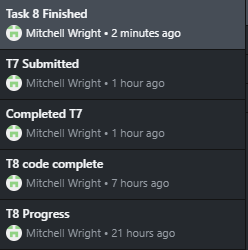 Task 8 Finished
Mitchell Wright • 2 minutes ago
T7 Submitted
Mitchell Wright • 1 hour ago
Completed T7
Mitchell Wright • 1 hour ago
T8 code complete
Mitchell Wright • 7 hours ago
T8 Progress
Mitchell Wright • 21 hours ago